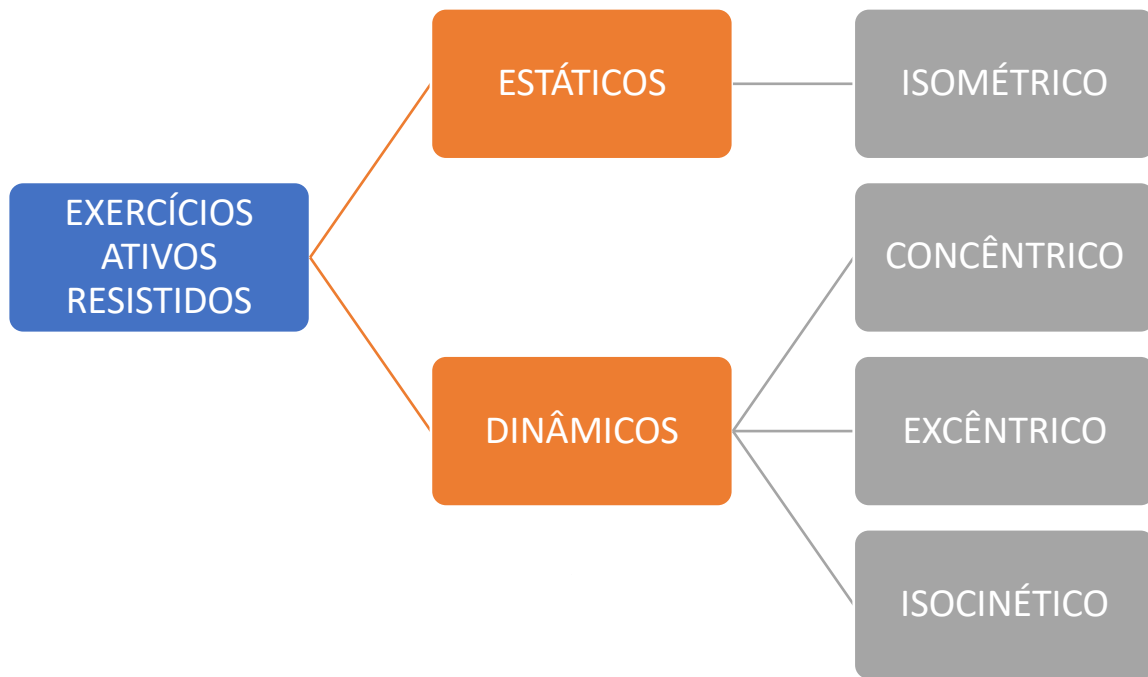 EXERCÍCIOS
ATIVOS
RESISTIDOS
ESTÁTICOS
ISOMÉTRICO
DINÂMICOS
CONCÊNTRICO
EXCÊNTRICO
ISOCINÉTICO